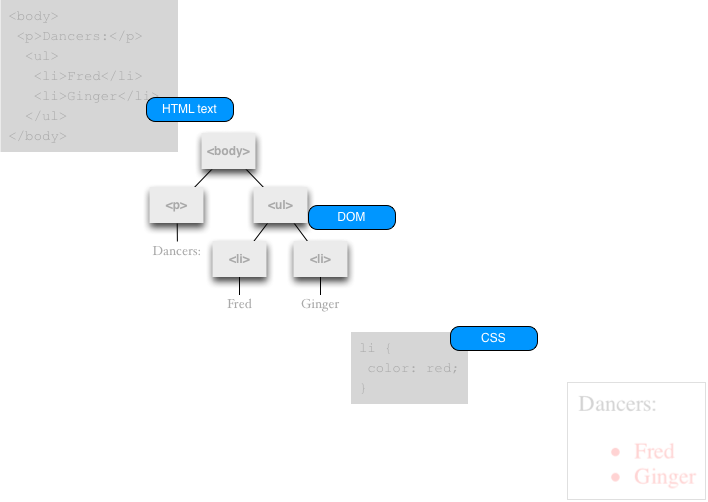 <body>
<p>Dancers:</p>
<ul>
<li>Fred</li>
<li>Ginger</li>
</ul>
</body>
HTML text
<body>
<p>
<ul>
DOM
Dancers:
<li>
<li>
Fred
Ginger
CSS
li {
color: red;
}
Dancers:
• Fred
• Ginger